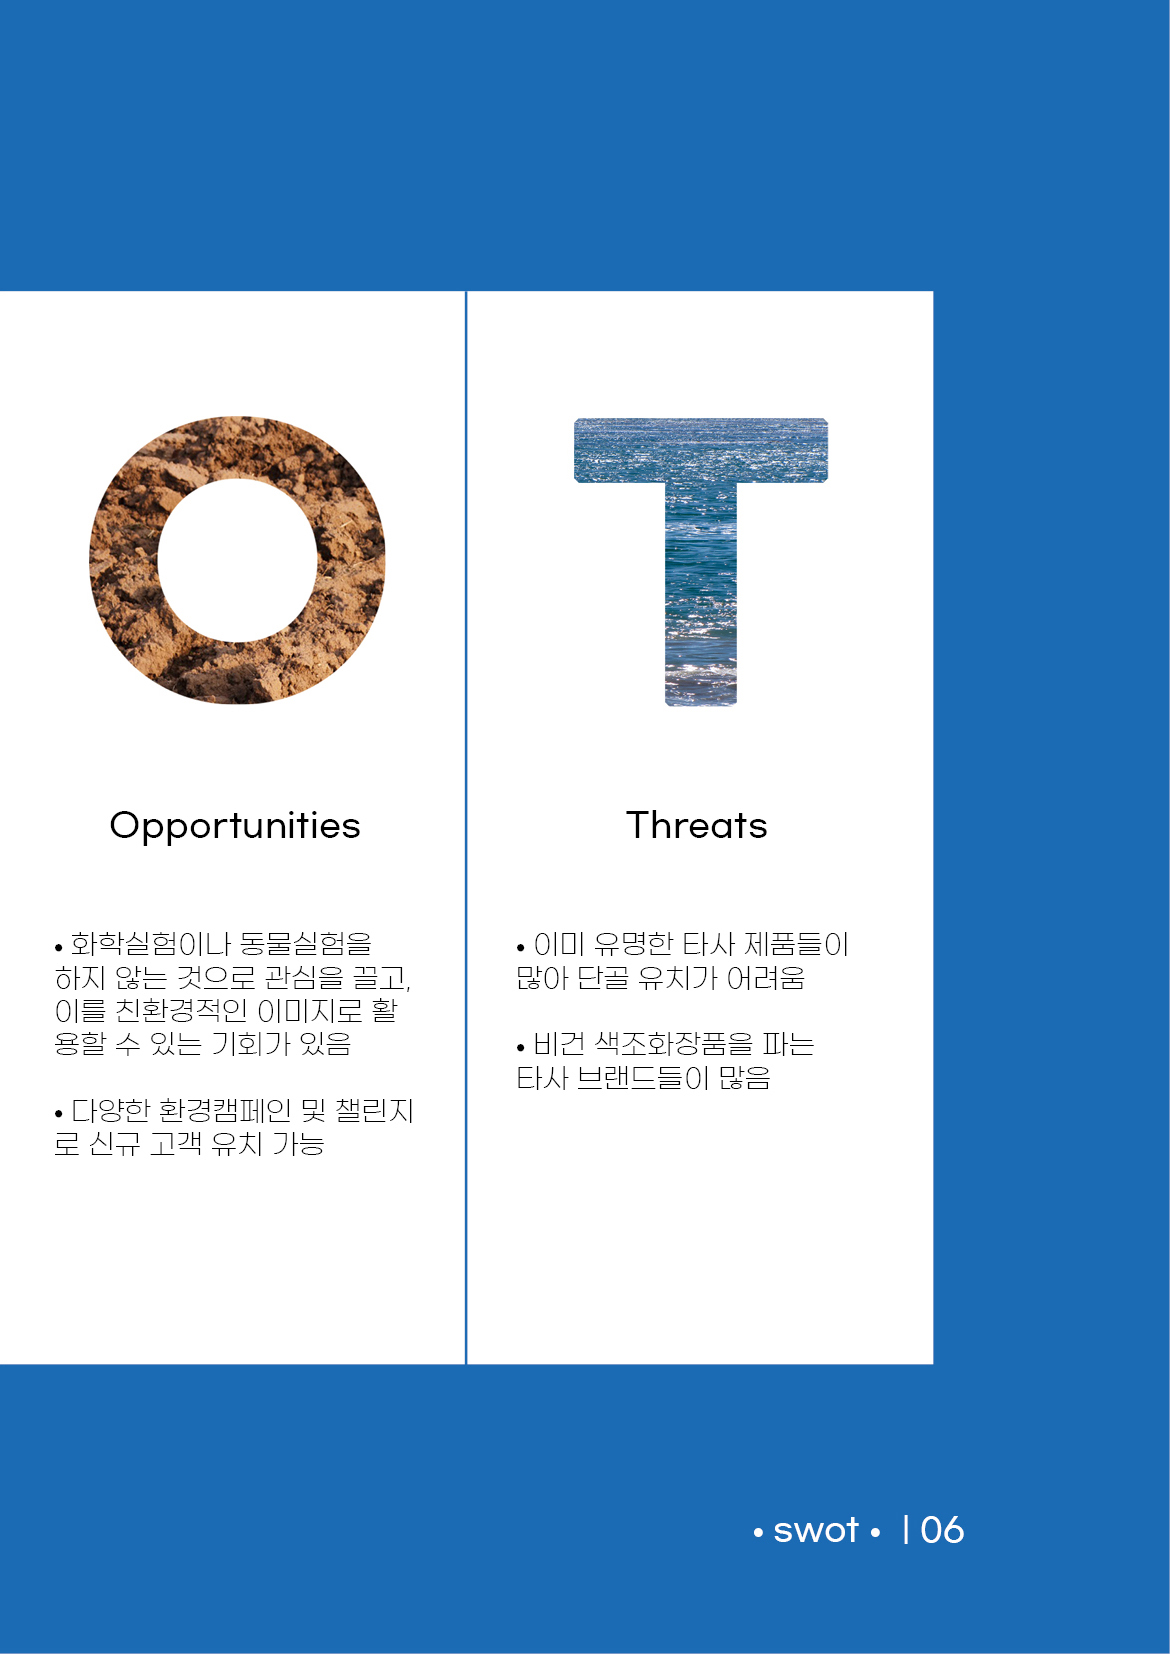 O
T
Opportunities
• 화학실험이나 동물실험을
하지 않는 것으로 관심을 끌고,
이를 친환경적인 이미지로 활
용할 수 있는 기회가 있음
• 다양한 환경캠페인 및 챌린지
로 신규 고객 유치 가능
Threats
• 이미 유명한 타사 제품들이
많아 단골 유치가 어려움
• 비건 색조화장품을 파는
타사 브랜드들이 많음
• swot • | 06